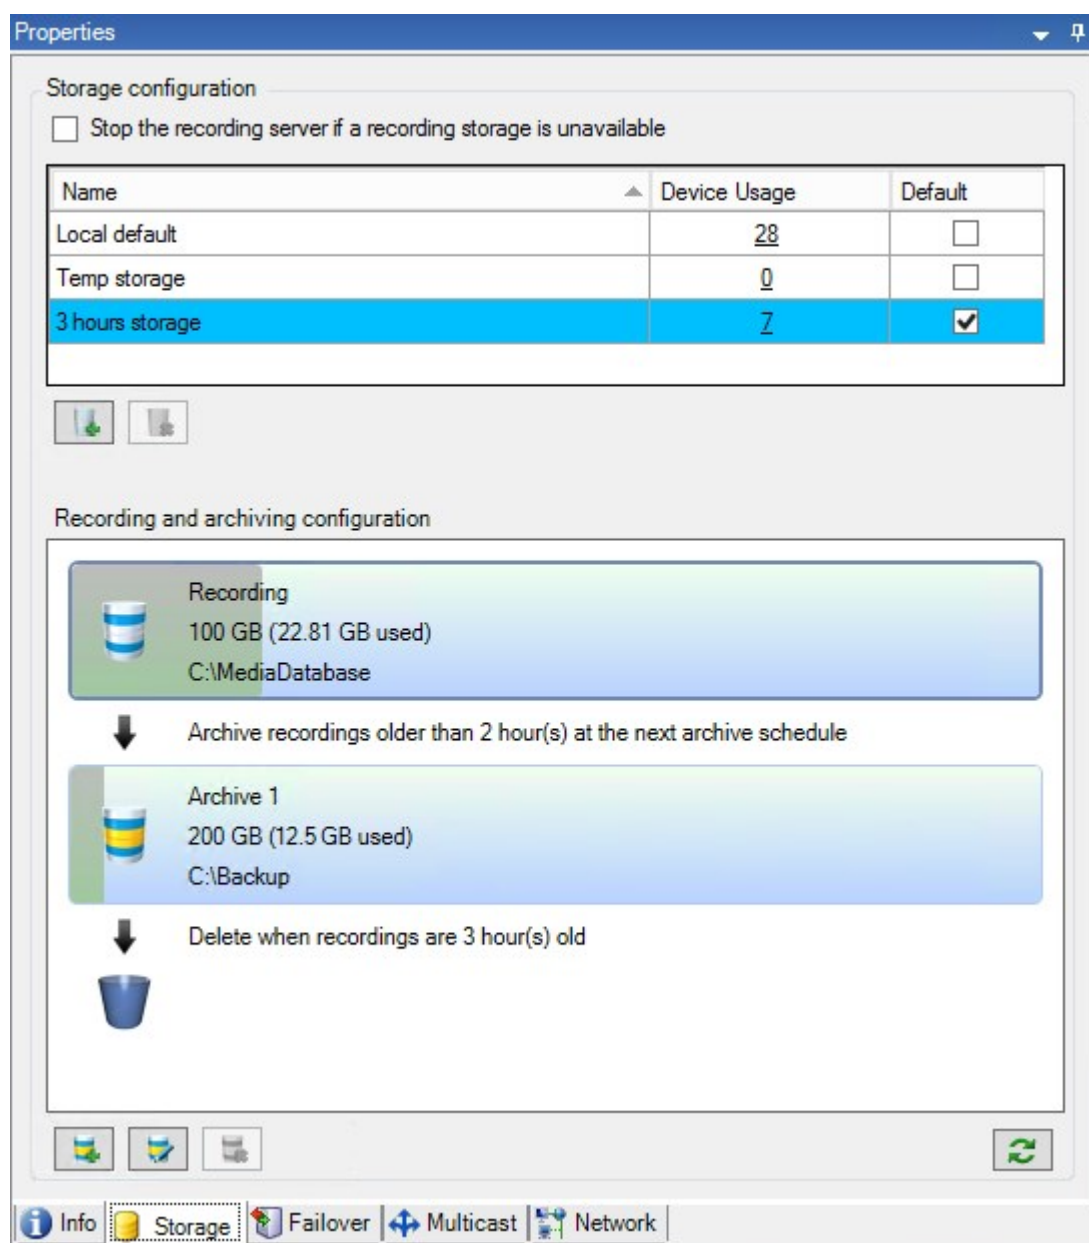 Properties
Storage configuration
Stop the recording server if a recording storage is unavailable
Name Device Usage Default
Local default 28
Temp storage 0
3 hours storage 7
Recording and archiving configuration
Recording
100 GB (22.81 GB used)
C:\MediaDatabase
Archive recordings older than 2 hour(s) at the next archive schedule
Archive 1
200 GB (12.5 GB used)
C:\Backup
Delete when recordings are 3 hour(s) old
Info Storage Failover Multicast Network